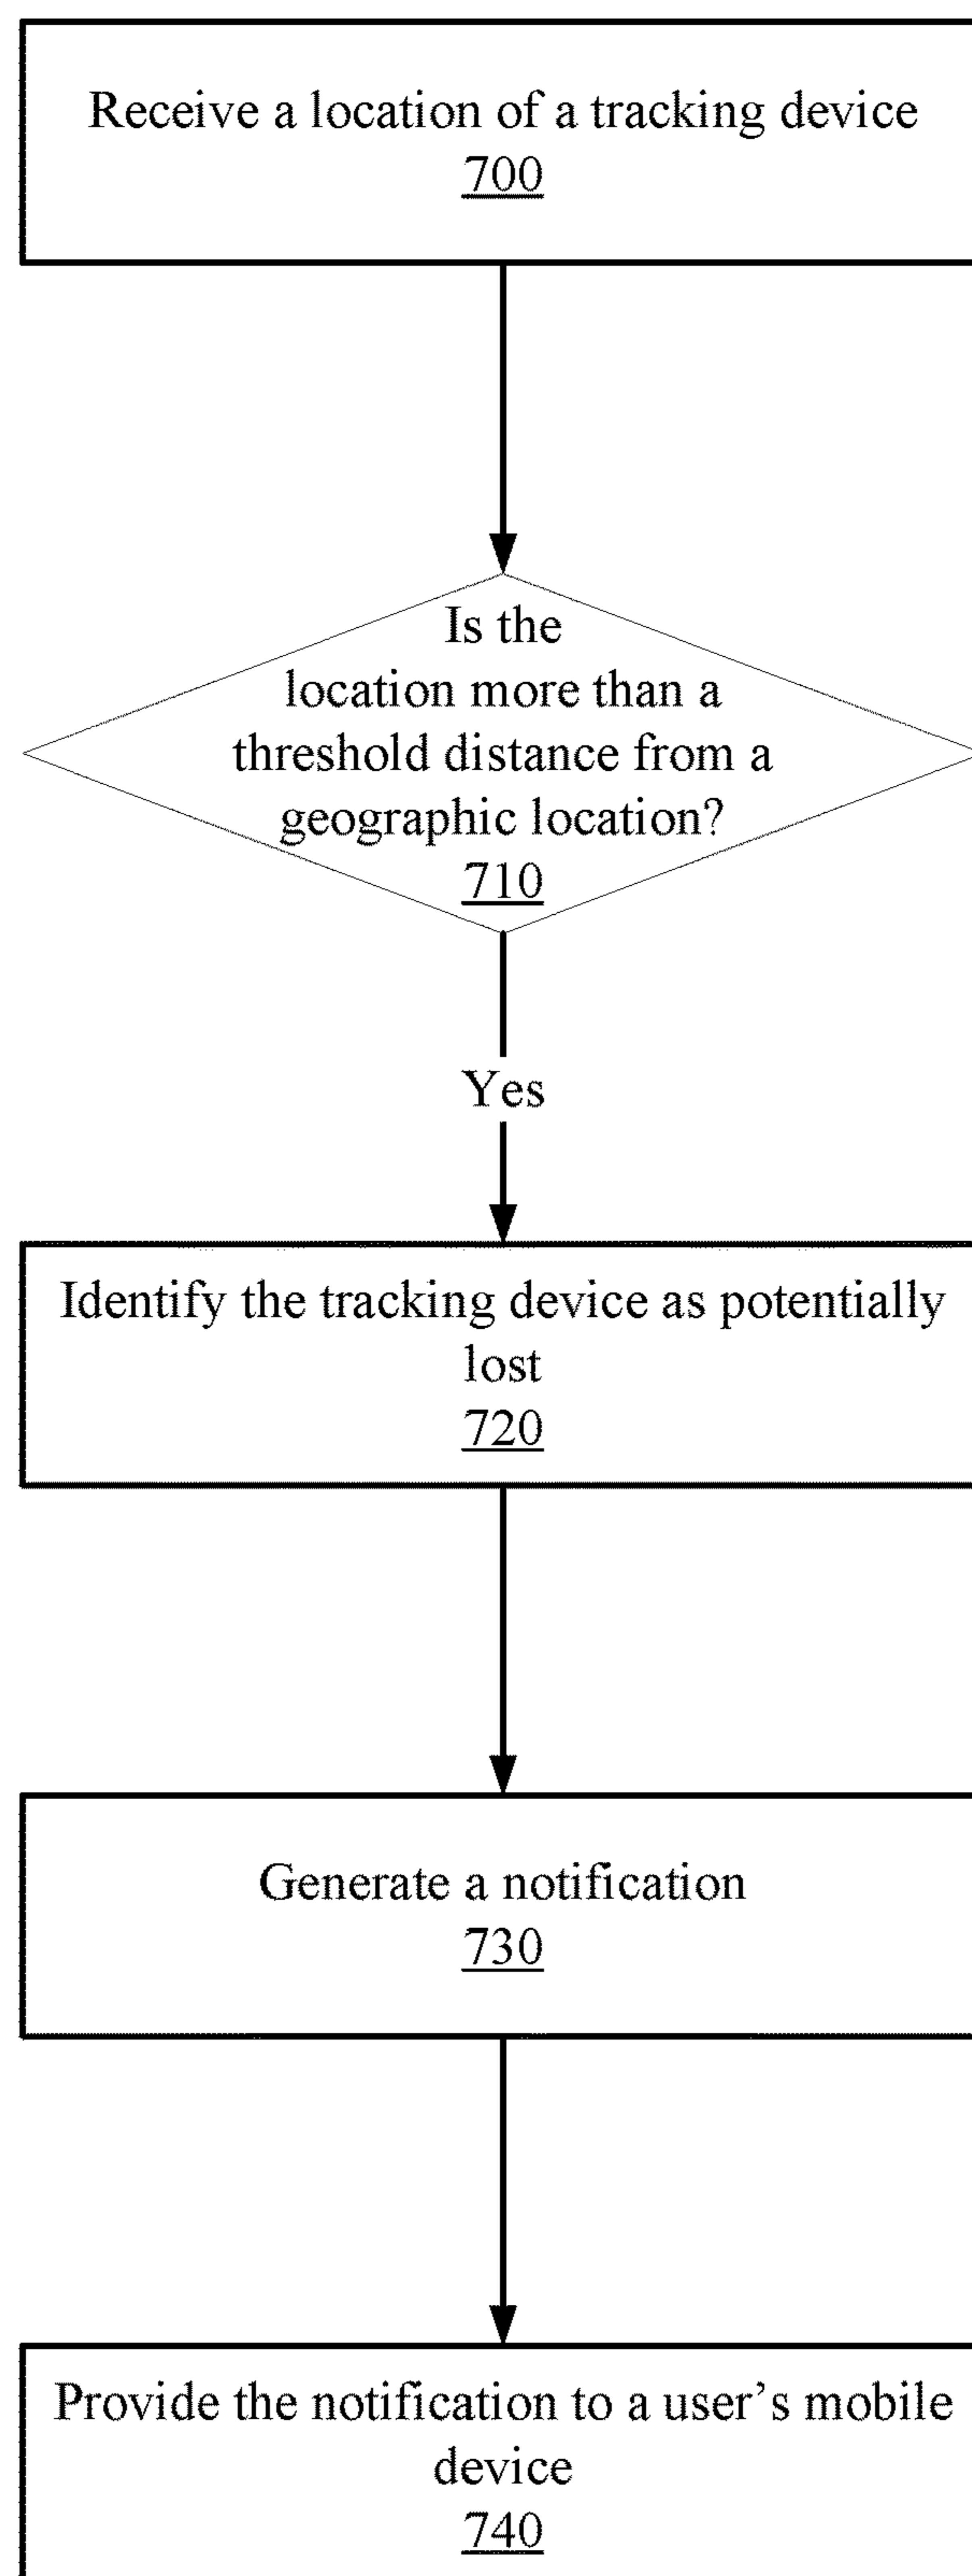 Receive a location of a tracking device
700
Is the
location more than a
threshold distance from a
geographic location?
710
Yes
Identify the tracking device as potentially
lost
720
Generate a notification
730
Provide the notification to a user’s mobile
device
740